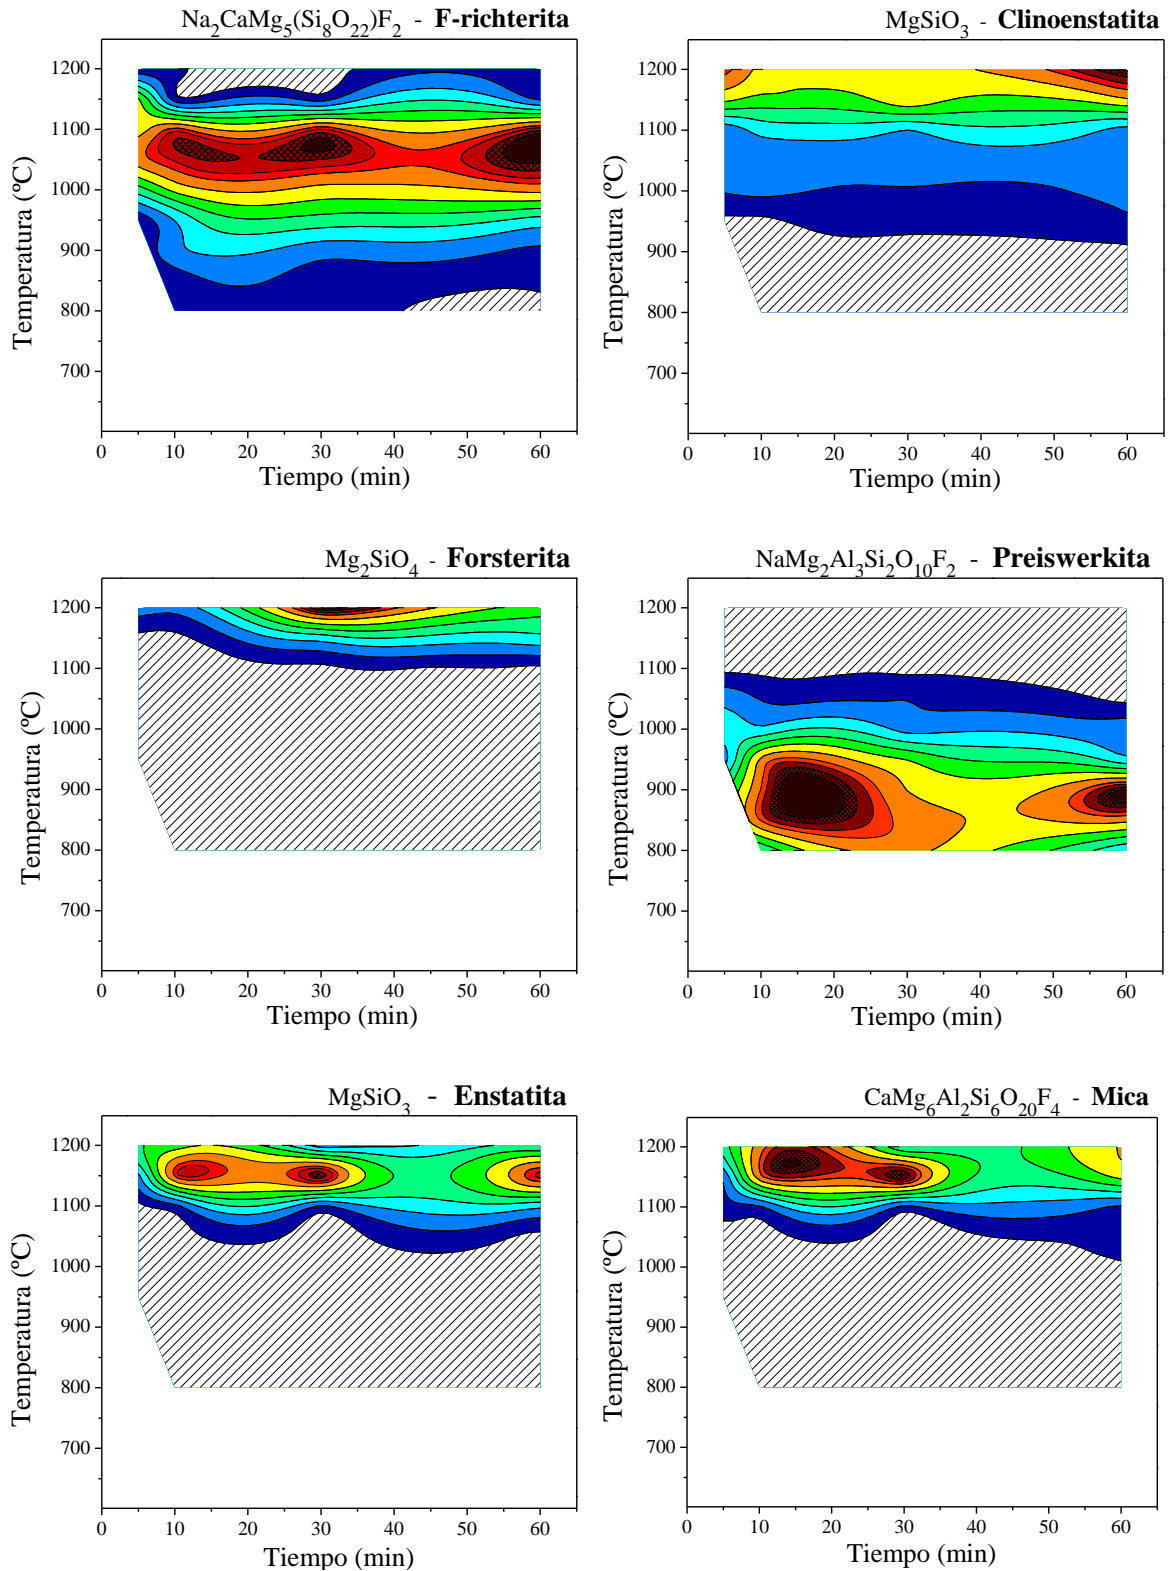 Na2CaMg5(Si8O22)F2 - F-richterita
1200
1100
1000
900
800
700
0 10 20 30 40 50 60
Temperatura (ºC)
Tiempo (min)
MgSiO3 - Clinoenstatita
1200
1100
1000
900
800
700
0 10 20 30 40 50 60
Temperatura (ºC)
Tiempo (min)
Mg2SiO4 - Forsterita
1200
1100
1000
900
800
700
0 10 20 30 40 50 60
Temperatura (ºC)
Tiempo (min)
NaMg2Al3Si2O10F2 - Preiswerkita
1200
1100
1000
900
800
700
0 10 20 30 40 50 60
Temperatura (ºC)
Tiempo (min)
MgSiO3 - Enstatita
1200
1100
1000
900
800
700
0 10 20 30 40 50 60
Temperatura (ºC)
Tiempo (min)
CaMg6Al2Si6O20F4 - Mica
1200
1100
1000
900
800
700
0 10 20 30 40 50 60
Temperatura (ºC)
Tiempo (min)